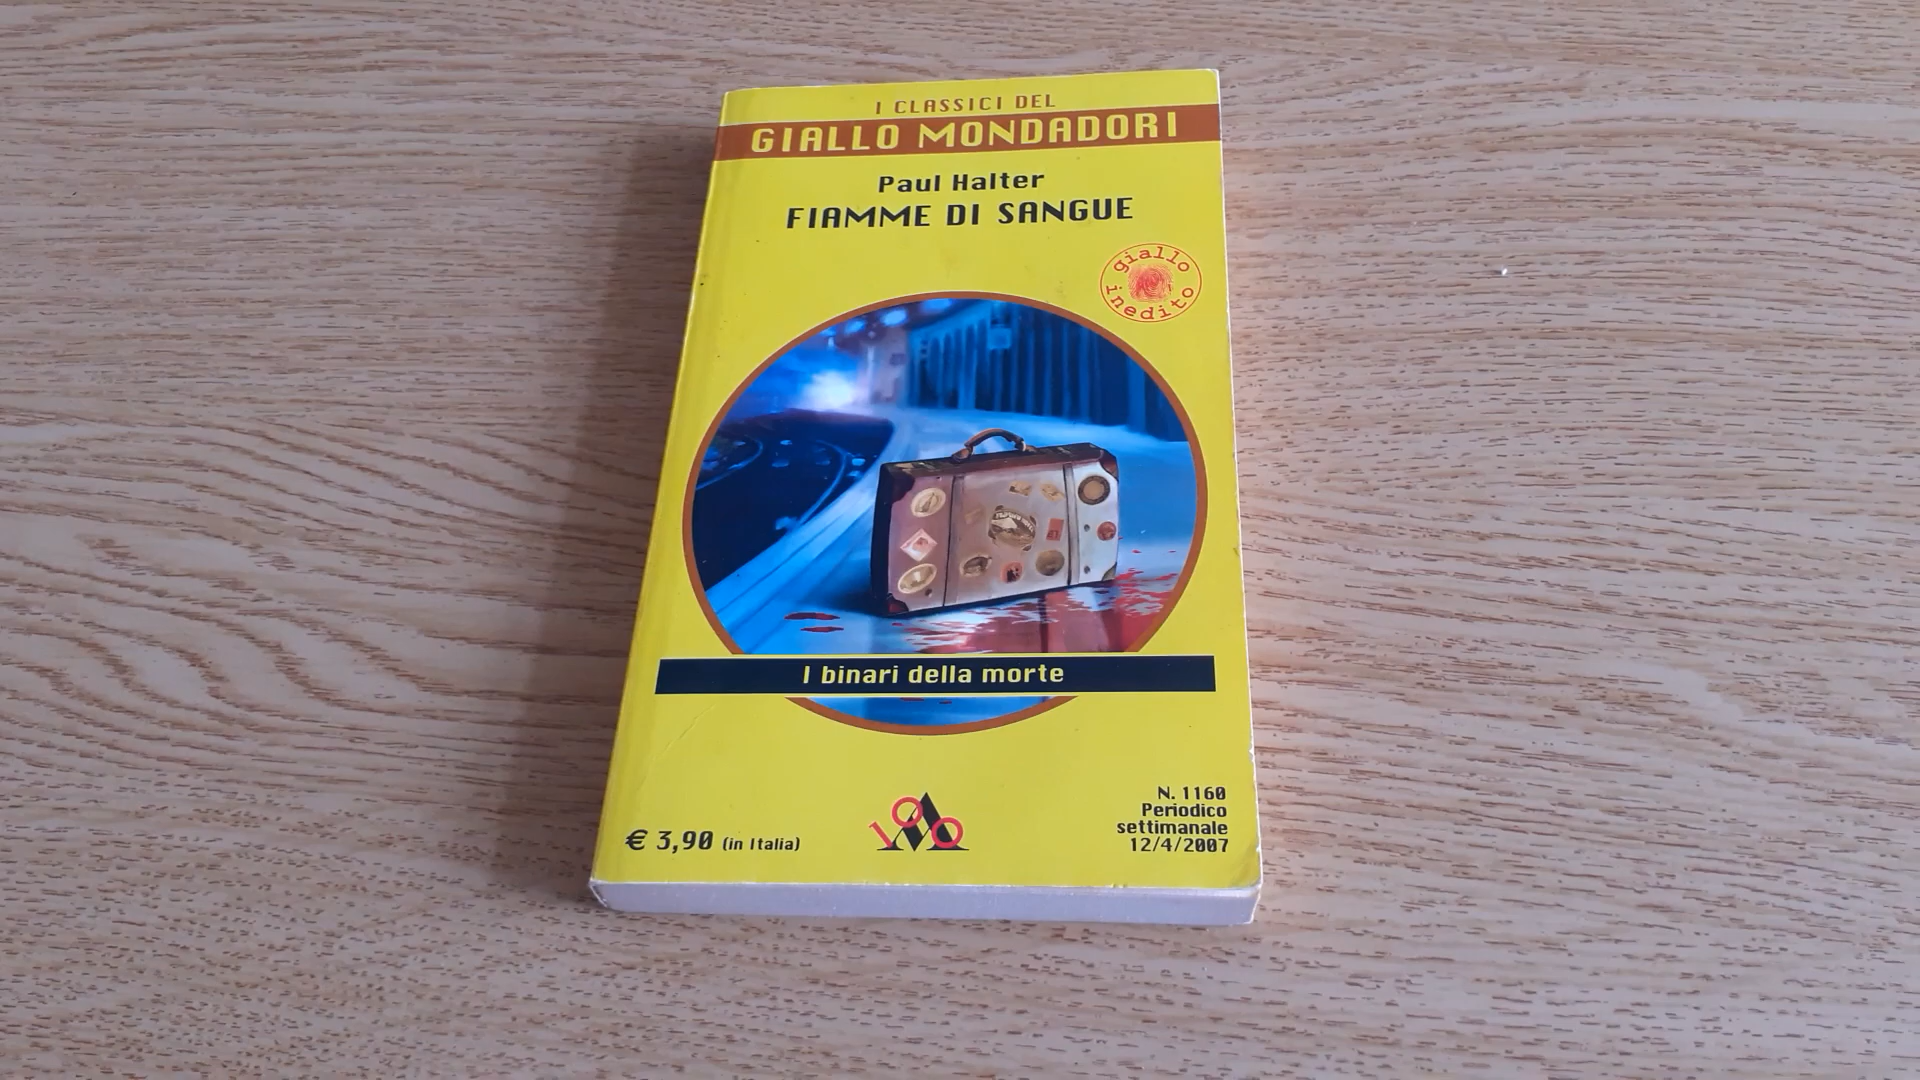 I CLASSICI DEL
GIALLO MONDADORI
Paul Halter
FIAMME DI SANGUE
giallo
inedito
I binari della morte
€ 3,90 (in Italia)
100
N. 1160
Periodico
settimanale
12/4/2007